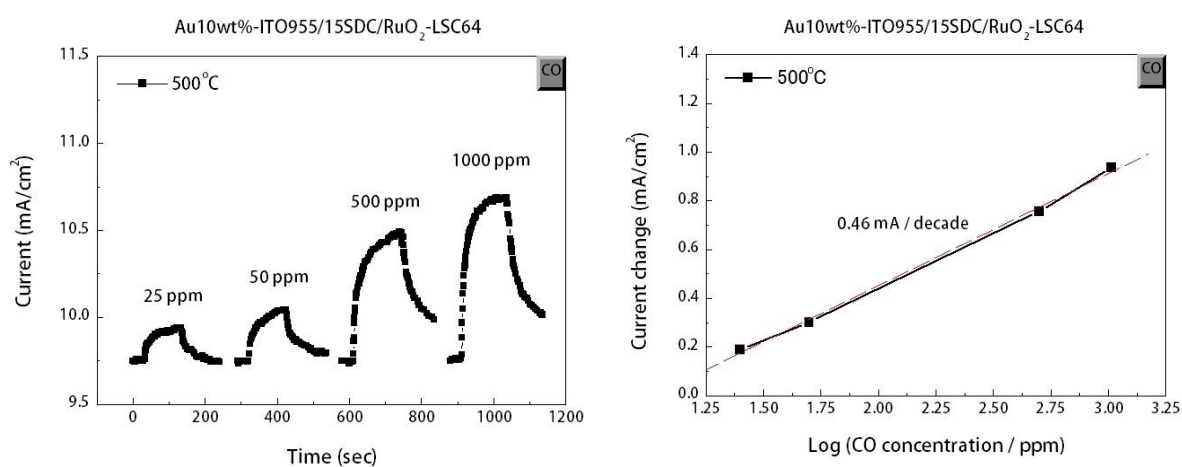 Au10wt%-ITO955/15SDC/RuO₂-LSC64
11.5
11.0
10.5
10.0
9.5
Current (mA/cm²)
500°C
CO
25 ppm
50 ppm
500 ppm
1000 ppm
0
200
400
600
800
1000
1200
Time (sec)
Au10wt%-ITO955/15SDC/RuO₂-LSC64
1.4
1.2
1.0
0.8
0.6
0.4
0.2
0.0
Current change (mA/cm²)
500°C
CO
0.46 mA / decade
1.25
1.50
1.75
2.00
2.25
2.50
2.75
3.00
3.25
Log (CO concentration / ppm)